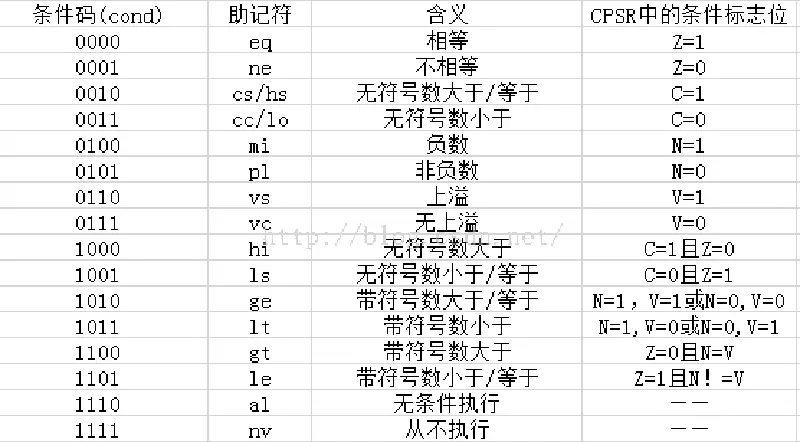 条件码(cond) 助记符 含义 CPSR中的条件标志位
0000 eq 相等 Z=1
0001 ne 不相等 Z=0
0010 cs/hs 无符号数大于/等于 C=1
0011 cc/lo 无符号数小于 C=0
0100 mi 负数 N=1
0101 pl 非负数 N=0
0110 vs 上溢 V=1
0111 vc 无上溢 V=0
1000 hi 无符号数大于 C=1且Z=0
1001 ls 无符号数小于/等于 C=0且Z=1
1010 ge 带符号数大于/等于 N=1，V=1或N=0,V=0
1011 lt 带符号数小于 N=1,V=0或N=0,V=1
1100 gt 带符号数大于 Z=0且N=V
1101 le 带符号数小于/等于 Z=1且N！=V
1110 al 无条件执行 ——
1111 nv 从不执行 ——